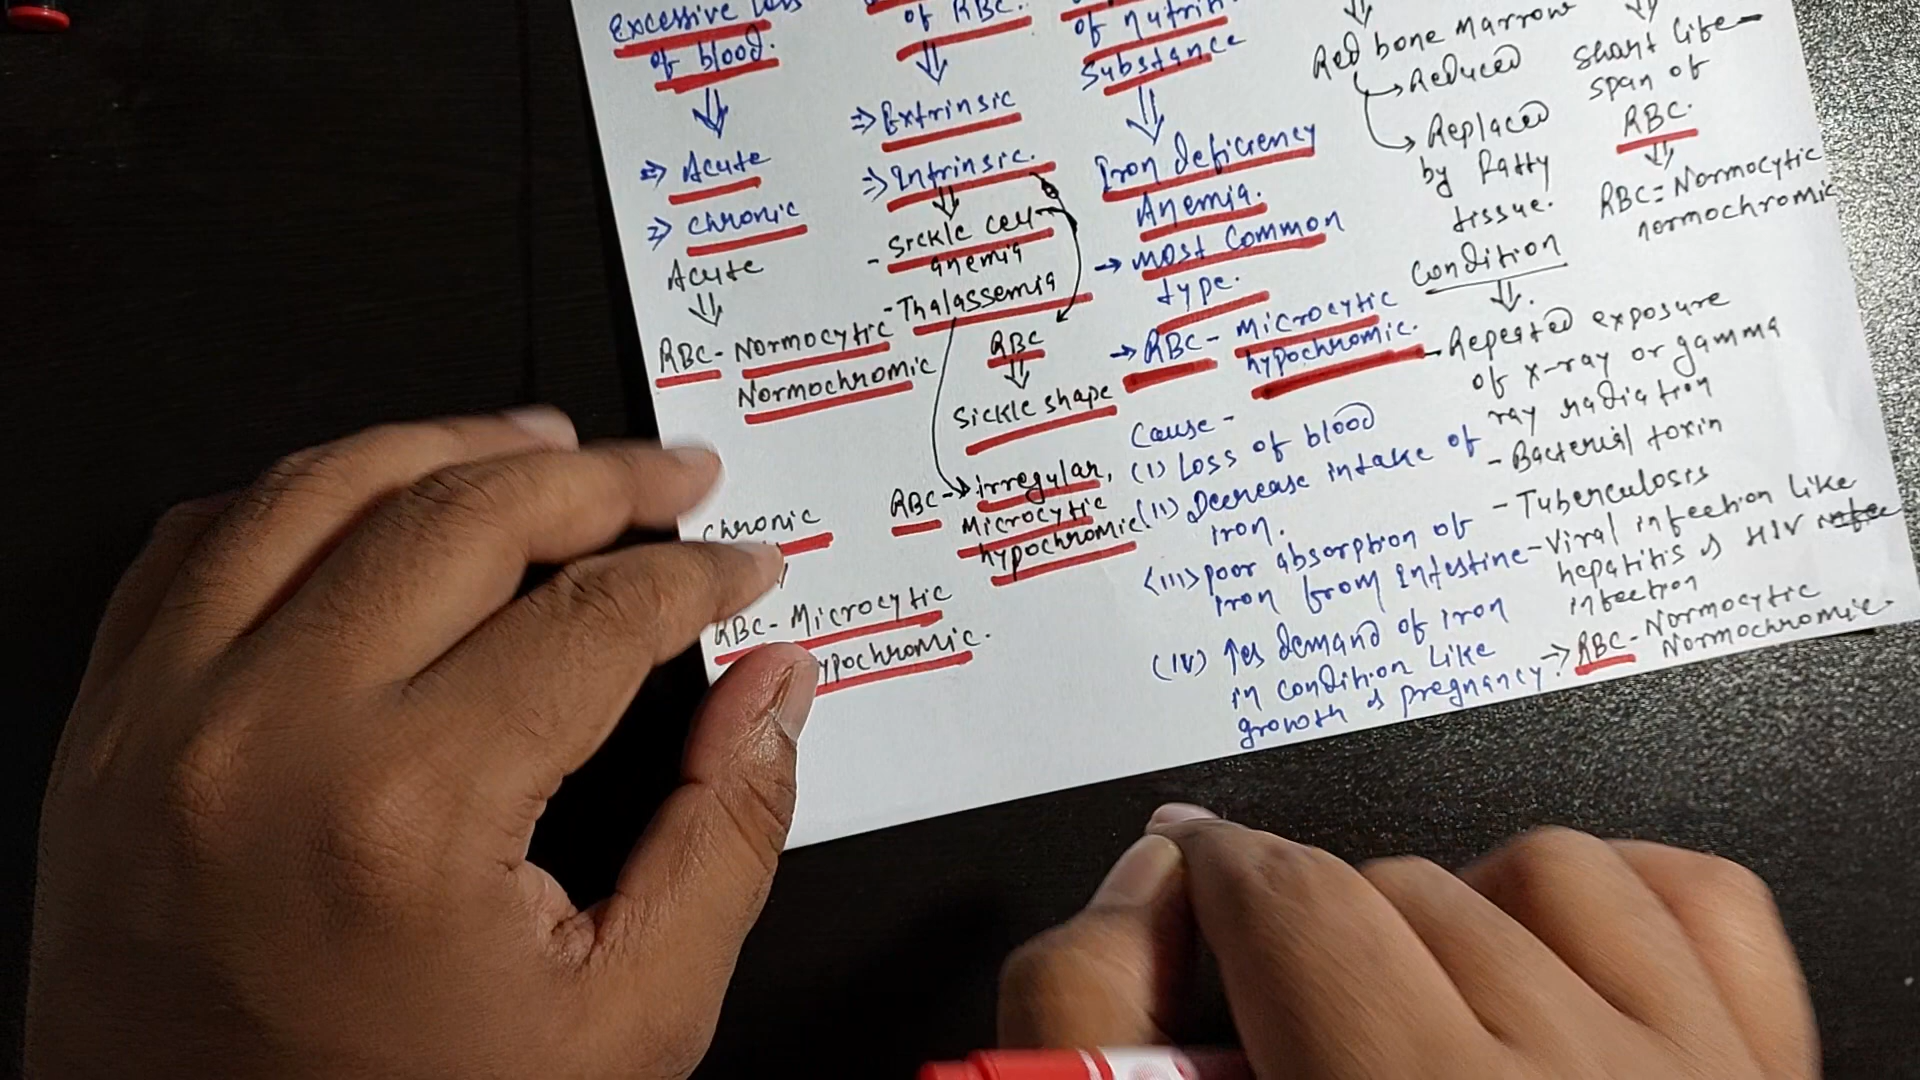 Excessive Loss
of blood.
⇒ Acute
⇒ chronic
Acute
RBC - Normocytic
Normochromic
chronic
RBC - Microcytic
ypochromic.
of RBC.
⇒ Extrinsic
⇒ Intrinsic.
- Sickle cell
anemia
- Thalassemia
RBC
Sickle shape
RBC → irregular,
Microcytic
hypochromic
of nutrin
Substance
Iron deficiency
Anemia.
→ most common
type.
→ RBC - Microcytic
hypochromic.
Cause -
(I) Loss of blood
(II) Decrease intake of
iron.
(III) poor absorption of
iron from Intestine
(IV) ↑es demand of iron
in condition like
growth & pregnancy.
Red bone marrow
→ Reduced
→ Replaced
by Fatty
tissue.
Condition
- Repeated exposure
of x-ray or gamma
ray radiation
- Bacterial toxin
- Tuberculosis
- Viral infection like
hepatitis & HIV
infection
→ RBC - Normocytic
Normochromic.
Short life
span of
RBC.
RBC = Normocytic
normochromic